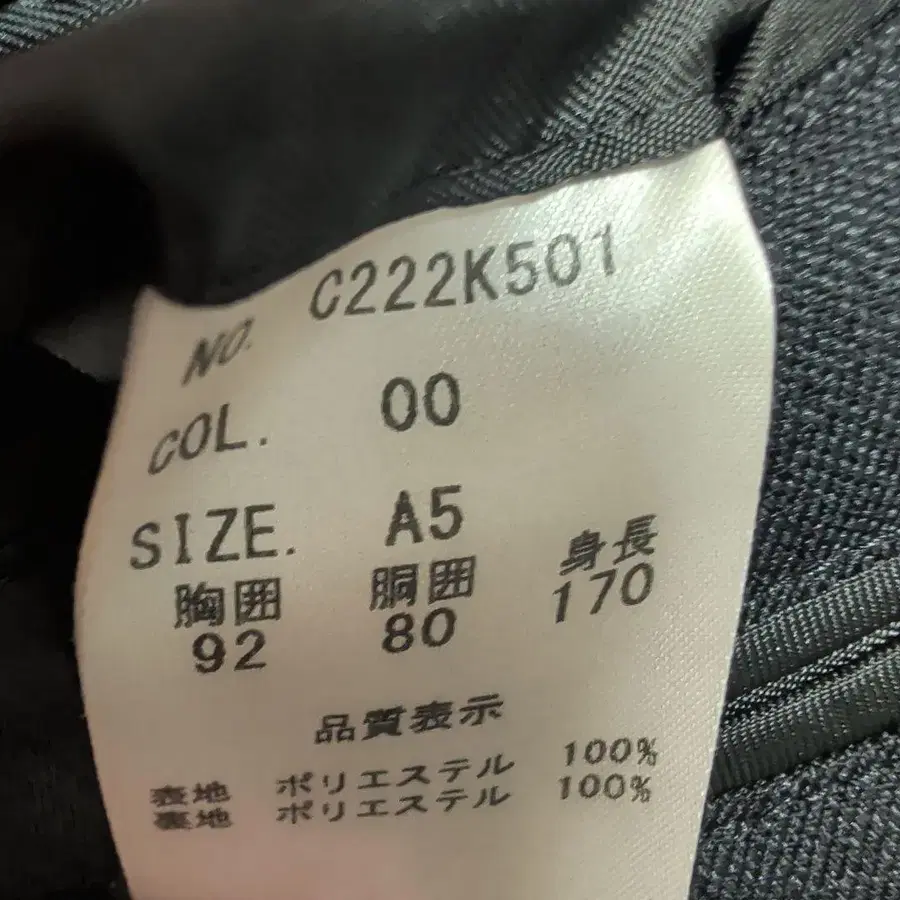 NO. C222K501
COL. 00
SIZE. A5
胸囲 胴囲 身長
92 80 170
品質表示
表地 ポリエステル 100%
裏地 ポリエステル 100%